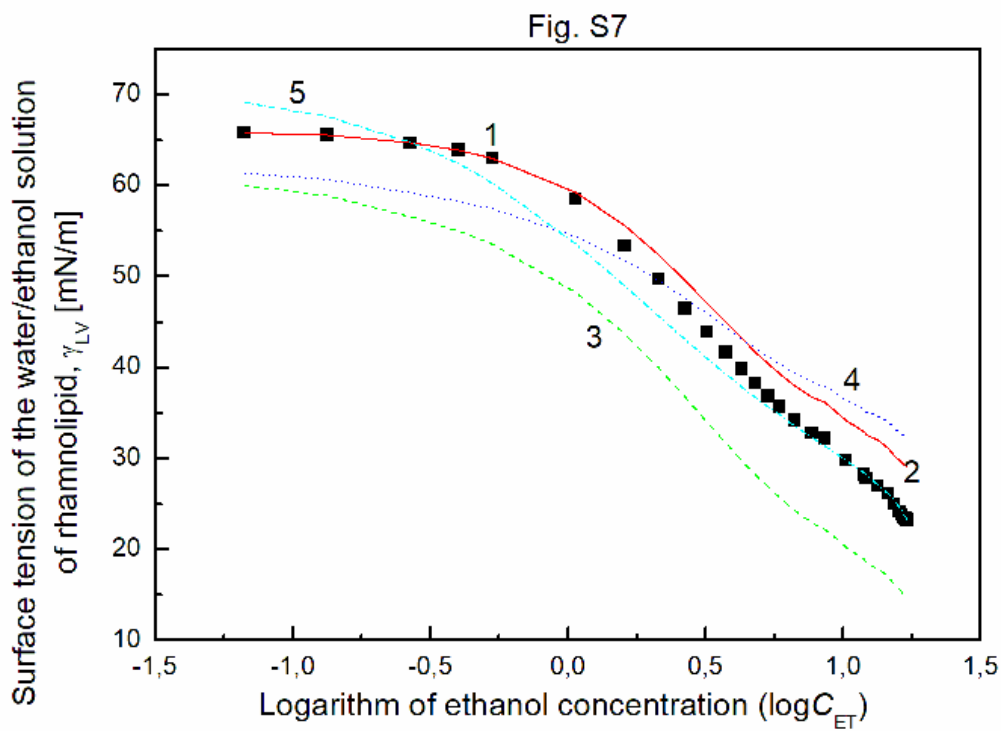 Fig. S7
Surface tension of the water/ethanol solution
of rhamnolipid, γLV [mN/m]
70
60
50
40
30
20
10
5
1
3
4
2
-1,5 -1,0 -0,5 0,0 0,5 1,0 1,5
Logarithm of ethanol concentration (logCET)